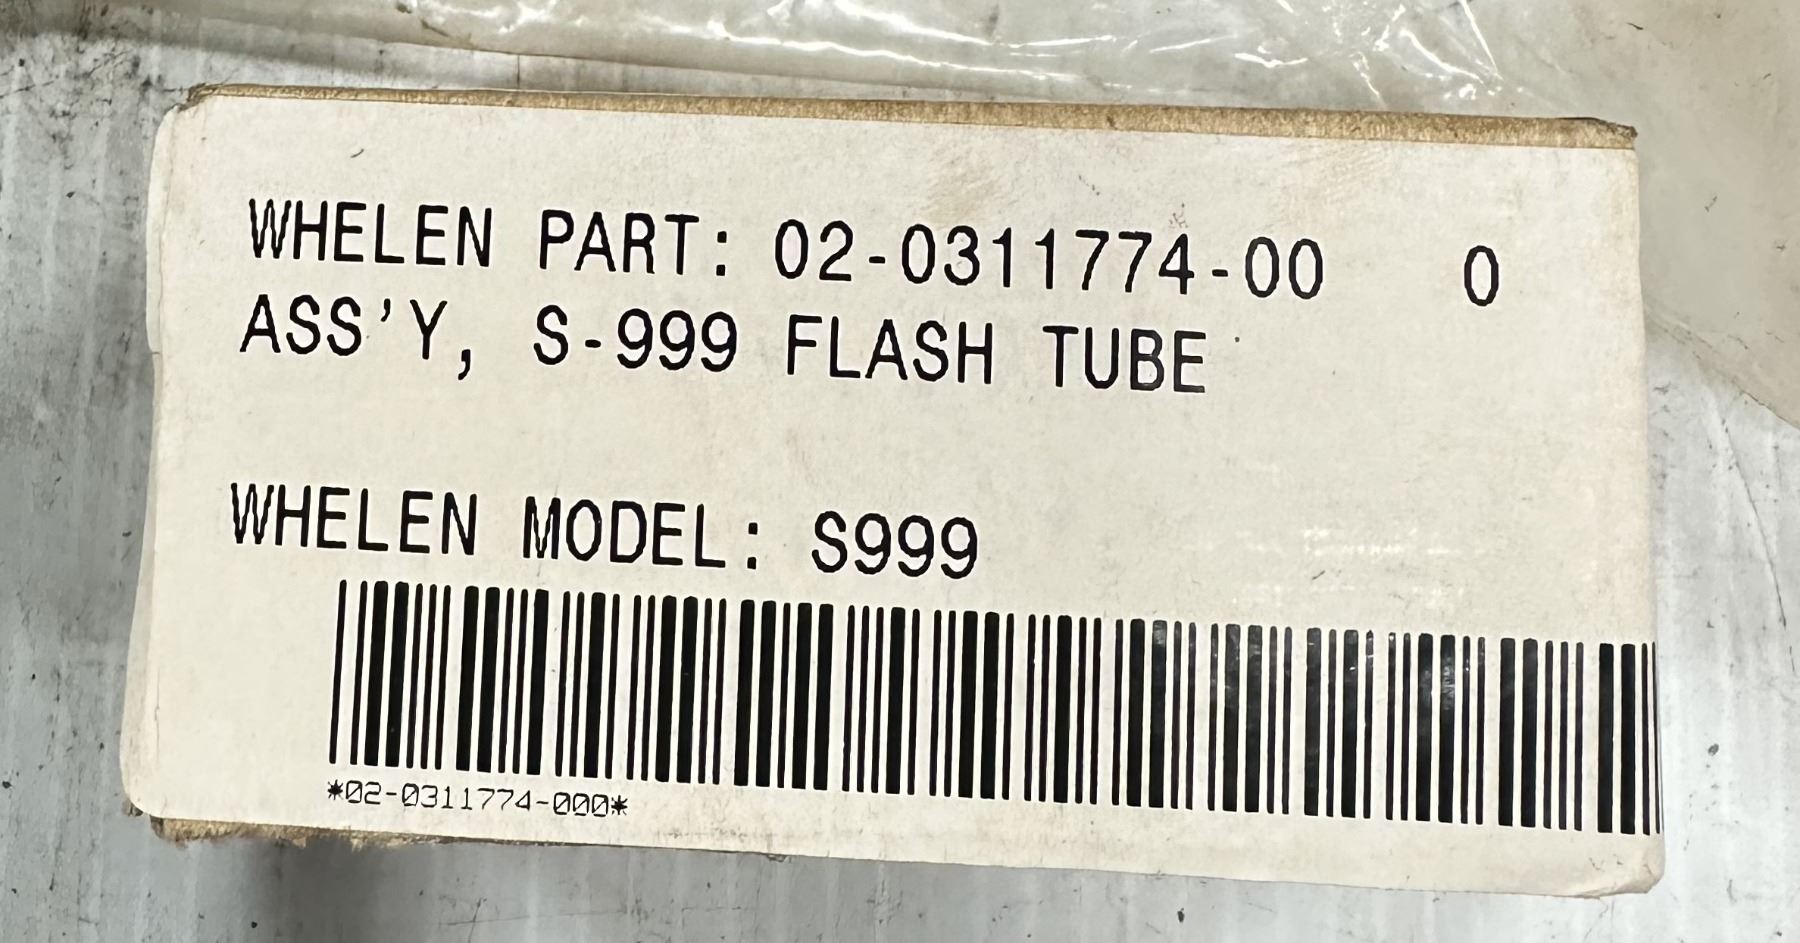 WHELEN PART: 02-0311774-00 0
ASS'Y, S-999 FLASH TUBE
WHELEN MODEL: S999
*02-0311774-000*